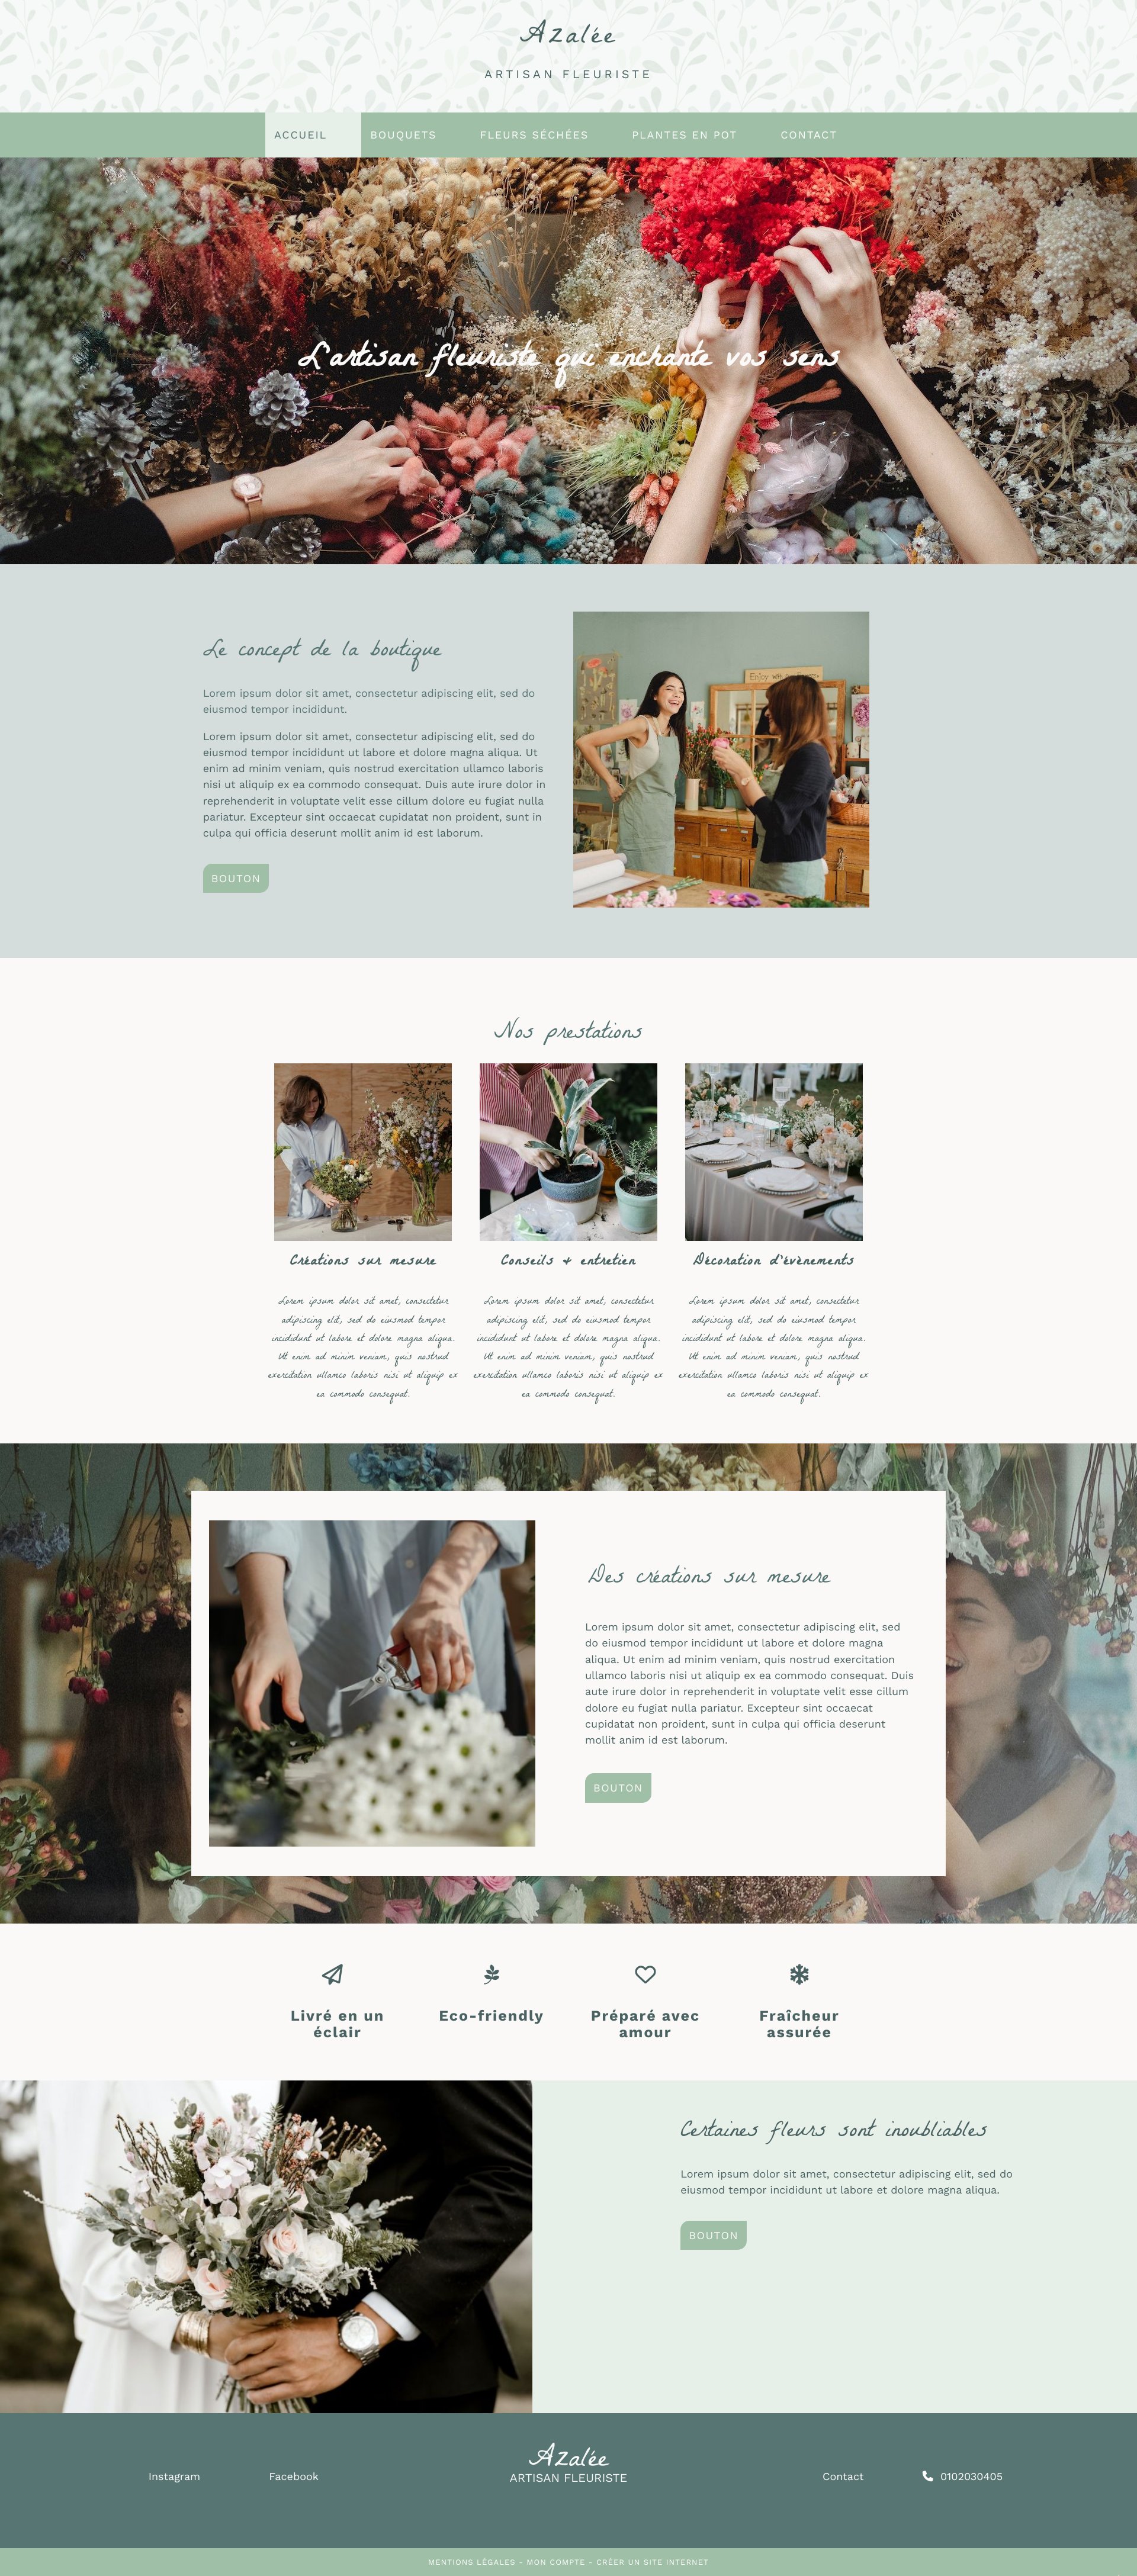 Azalée
ARTISAN FLEURISTE
ACCUEIL BOUQUETS FLEURS SÉCHÉES PLANTES EN POT CONTACT
L'artisan fleuriste qui enchante vos sens
Le concept de la boutique
Lorem ipsum dolor sit amet, consectetur adipiscing elit, sed do
eiusmod tempor incididunt.
Lorem ipsum dolor sit amet, consectetur adipiscing elit, sed do
eiusmod tempor incididunt ut labore et dolore magna aliqua. Ut
enim ad minim veniam, quis nostrud exercitation ullamco laboris
nisi ut aliquip ex ea commodo consequat. Duis aute irure dolor in
reprehenderit in voluptate velit esse cillum dolore eu fugiat nulla
pariatur. Excepteur sint occaecat cupidatat non proident, sunt in
culpa qui officia deserunt mollit anim id est laborum.
BOUTON
Enjoy
Nos prestations
Créations sur mesure
Lorem ipsum dolor sit amet, consectetur
adipiscing elit, sed do eiusmod tempor
incididunt ut labore et dolore magna aliqua.
Ut enim ad minim veniam, quis nostrud
exercitation ullamco laboris nisi ut aliquip ex
ea commodo consequat.
Conseils & entretien
Lorem ipsum dolor sit amet, consectetur
adipiscing elit, sed do eiusmod tempor
incididunt ut labore et dolore magna aliqua.
Ut enim ad minim veniam, quis nostrud
exercitation ullamco laboris nisi ut aliquip ex
ea commodo consequat.
Décoration d'évènements
Lorem ipsum dolor sit amet, consectetur
adipiscing elit, sed do eiusmod tempor
incididunt ut labore et dolore magna aliqua.
Ut enim ad minim veniam, quis nostrud
exercitation ullamco laboris nisi ut aliquip ex
ea commodo consequat.
Des créations sur mesure
Lorem ipsum dolor sit amet, consectetur adipiscing elit, sed
do eiusmod tempor incididunt ut labore et dolore magna
aliqua. Ut enim ad minim veniam, quis nostrud exercitation
ullamco laboris nisi ut aliquip ex ea commodo consequat. Duis
aute irure dolor in reprehenderit in voluptate velit esse cillum
dolore eu fugiat nulla pariatur. Excepteur sint occaecat
cupidatat non proident, sunt in culpa qui officia deserunt
mollit anim id est laborum.
BOUTON
Livré en un
éclair
Eco-friendly
Préparé avec
amour
Fraîcheur
assurée
Certaines fleurs sont inoubliables
Lorem ipsum dolor sit amet, consectetur adipiscing elit, sed do
eiusmod tempor incididunt ut labore et dolore magna aliqua.
BOUTON
Instagram Facebook
Azalée
ARTISAN FLEURISTE
Contact 0102030405
MENTIONS LÉGALES - MON COMPTE - CRÉER UN SITE INTERNET